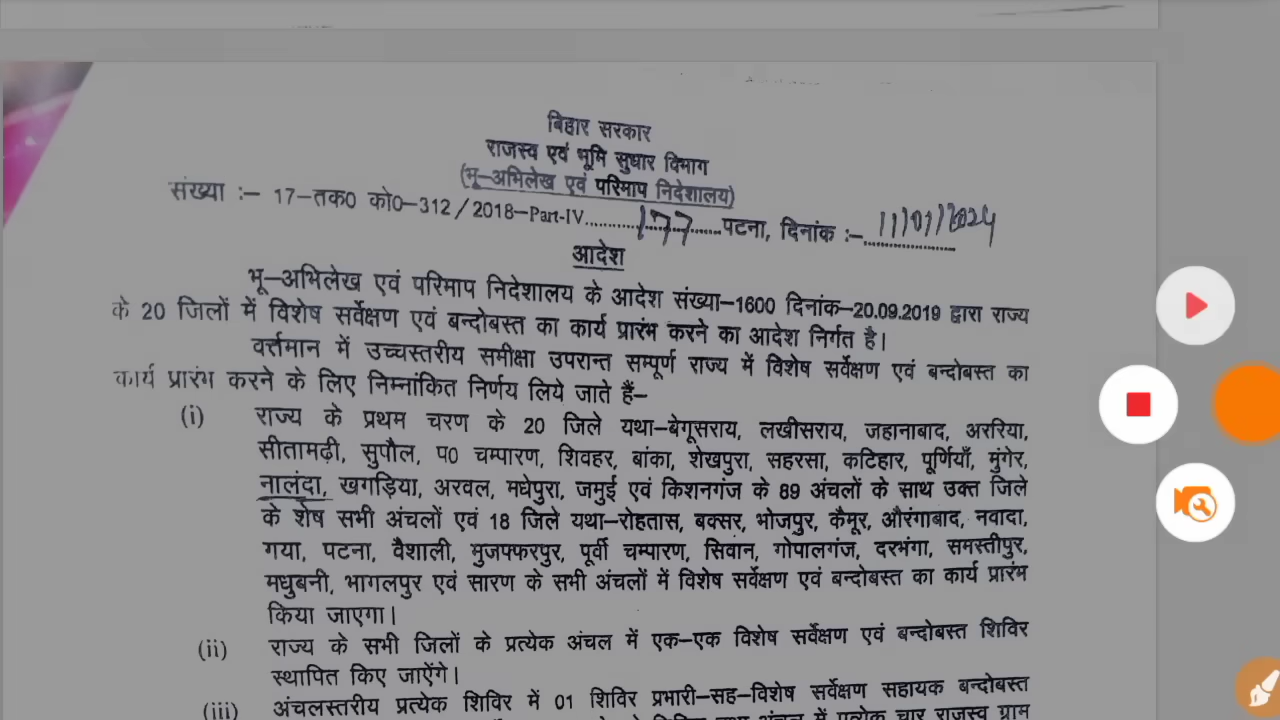 बिहार सरकार
राजस्व एवं भूमि सुधार विभाग
(भू–अभिलेख एवं परिमाप निदेशालय)
संख्या :– 17–तक0 को0–312 / 2018–Part-IV..........177.......पटना, दिनांक :– 11/01/2024
आदेश
भू–अभिलेख एवं परिमाप निदेशालय के आदेश संख्या–1600 दिनांक–20.09.2019 द्वारा राज्य
के 20 जिलों में विशेष सर्वेक्षण एवं बन्दोबस्त का कार्य प्रारंभ करने का आदेश निर्गत है।
वर्त्तमान में उच्चस्तरीय समीक्षा उपरान्त सम्पूर्ण राज्य में विशेष सर्वेक्षण एवं बन्दोबस्त का
कार्य प्रारंभ करने के लिए निम्नांकित निर्णय लिये जाते हैं–
(i) राज्य के प्रथम चरण के 20 जिले यथा–बेगूसराय, लखीसराय, जहानाबाद, अररिया,
सीतामढ़ी, सुपौल, प0 चम्पारण, शिवहर, बांका, शेखपुरा, सहरसा, कटिहार, पूर्णियाँ, मुंगेर,
नालंदा, खगड़िया, अरवल, मधेपुरा, जमुई एवं किशनगंज के 89 अंचलों के साथ उक्त जिले
के शेष सभी अंचलों एवं 18 जिले यथा–रोहतास, बक्सर, भोजपुर, कैमूर, औरंगाबाद, नवादा,
गया, पटना, वैशाली, मुजफ्फरपुर, पूर्वी चम्पारण, सिवान, गोपालगंज, दरभंगा, समस्तीपुर,
मधुबनी, भागलपुर एवं सारण के सभी अंचलों में विशेष सर्वेक्षण एवं बन्दोबस्त का कार्य प्रारंभ
किया जाएगा।
(ii) राज्य के सभी जिलों के प्रत्येक अंचल में एक–एक विशेष सर्वेक्षण एवं बन्दोबस्त शिविर
स्थापित किए जाऐंगे।
(iii) अंचलस्तरीय प्रत्येक शिविर में 01 शिविर प्रभारी–सह–विशेष सर्वेक्षण सहायक बन्दोबस्त
अंचल में प्रत्येक चार राजस्व ग्राम